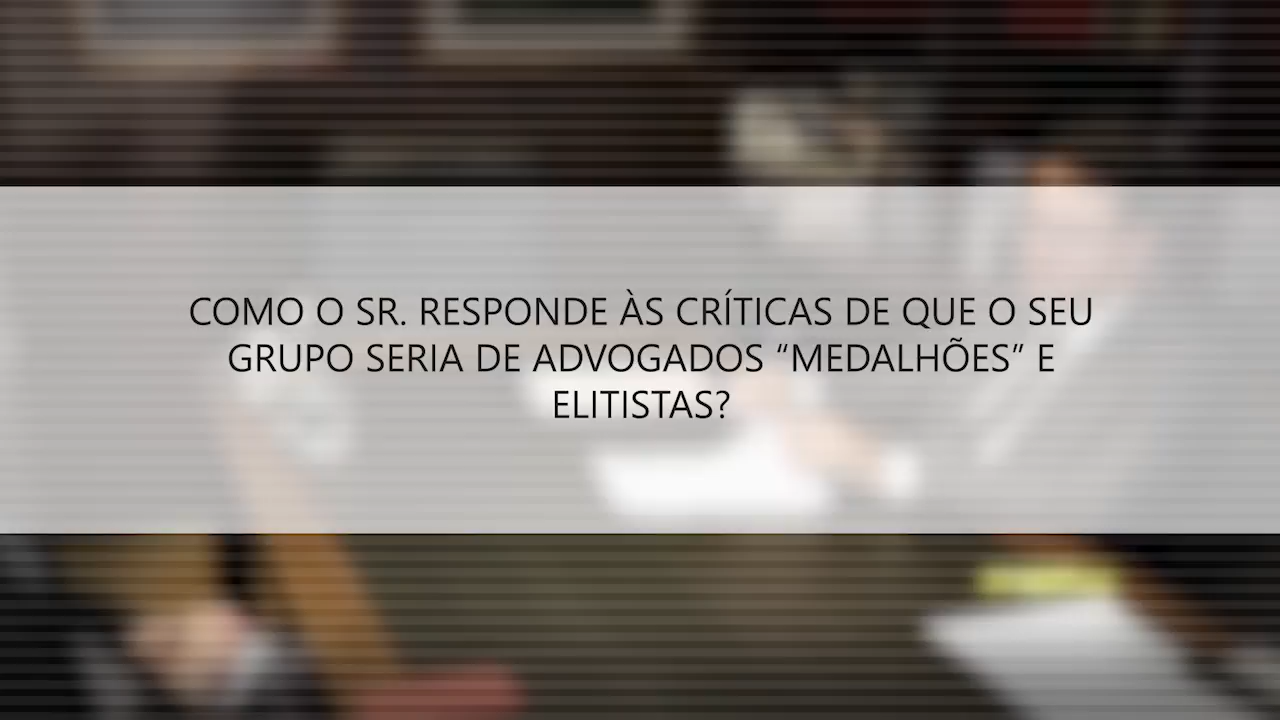 COMO O SR. RESPONDE ÀS CRÍTICAS DE QUE O SEU
GRUPO SERIA DE ADVOGADOS “MEDALHÕES” E
ELITISTAS?